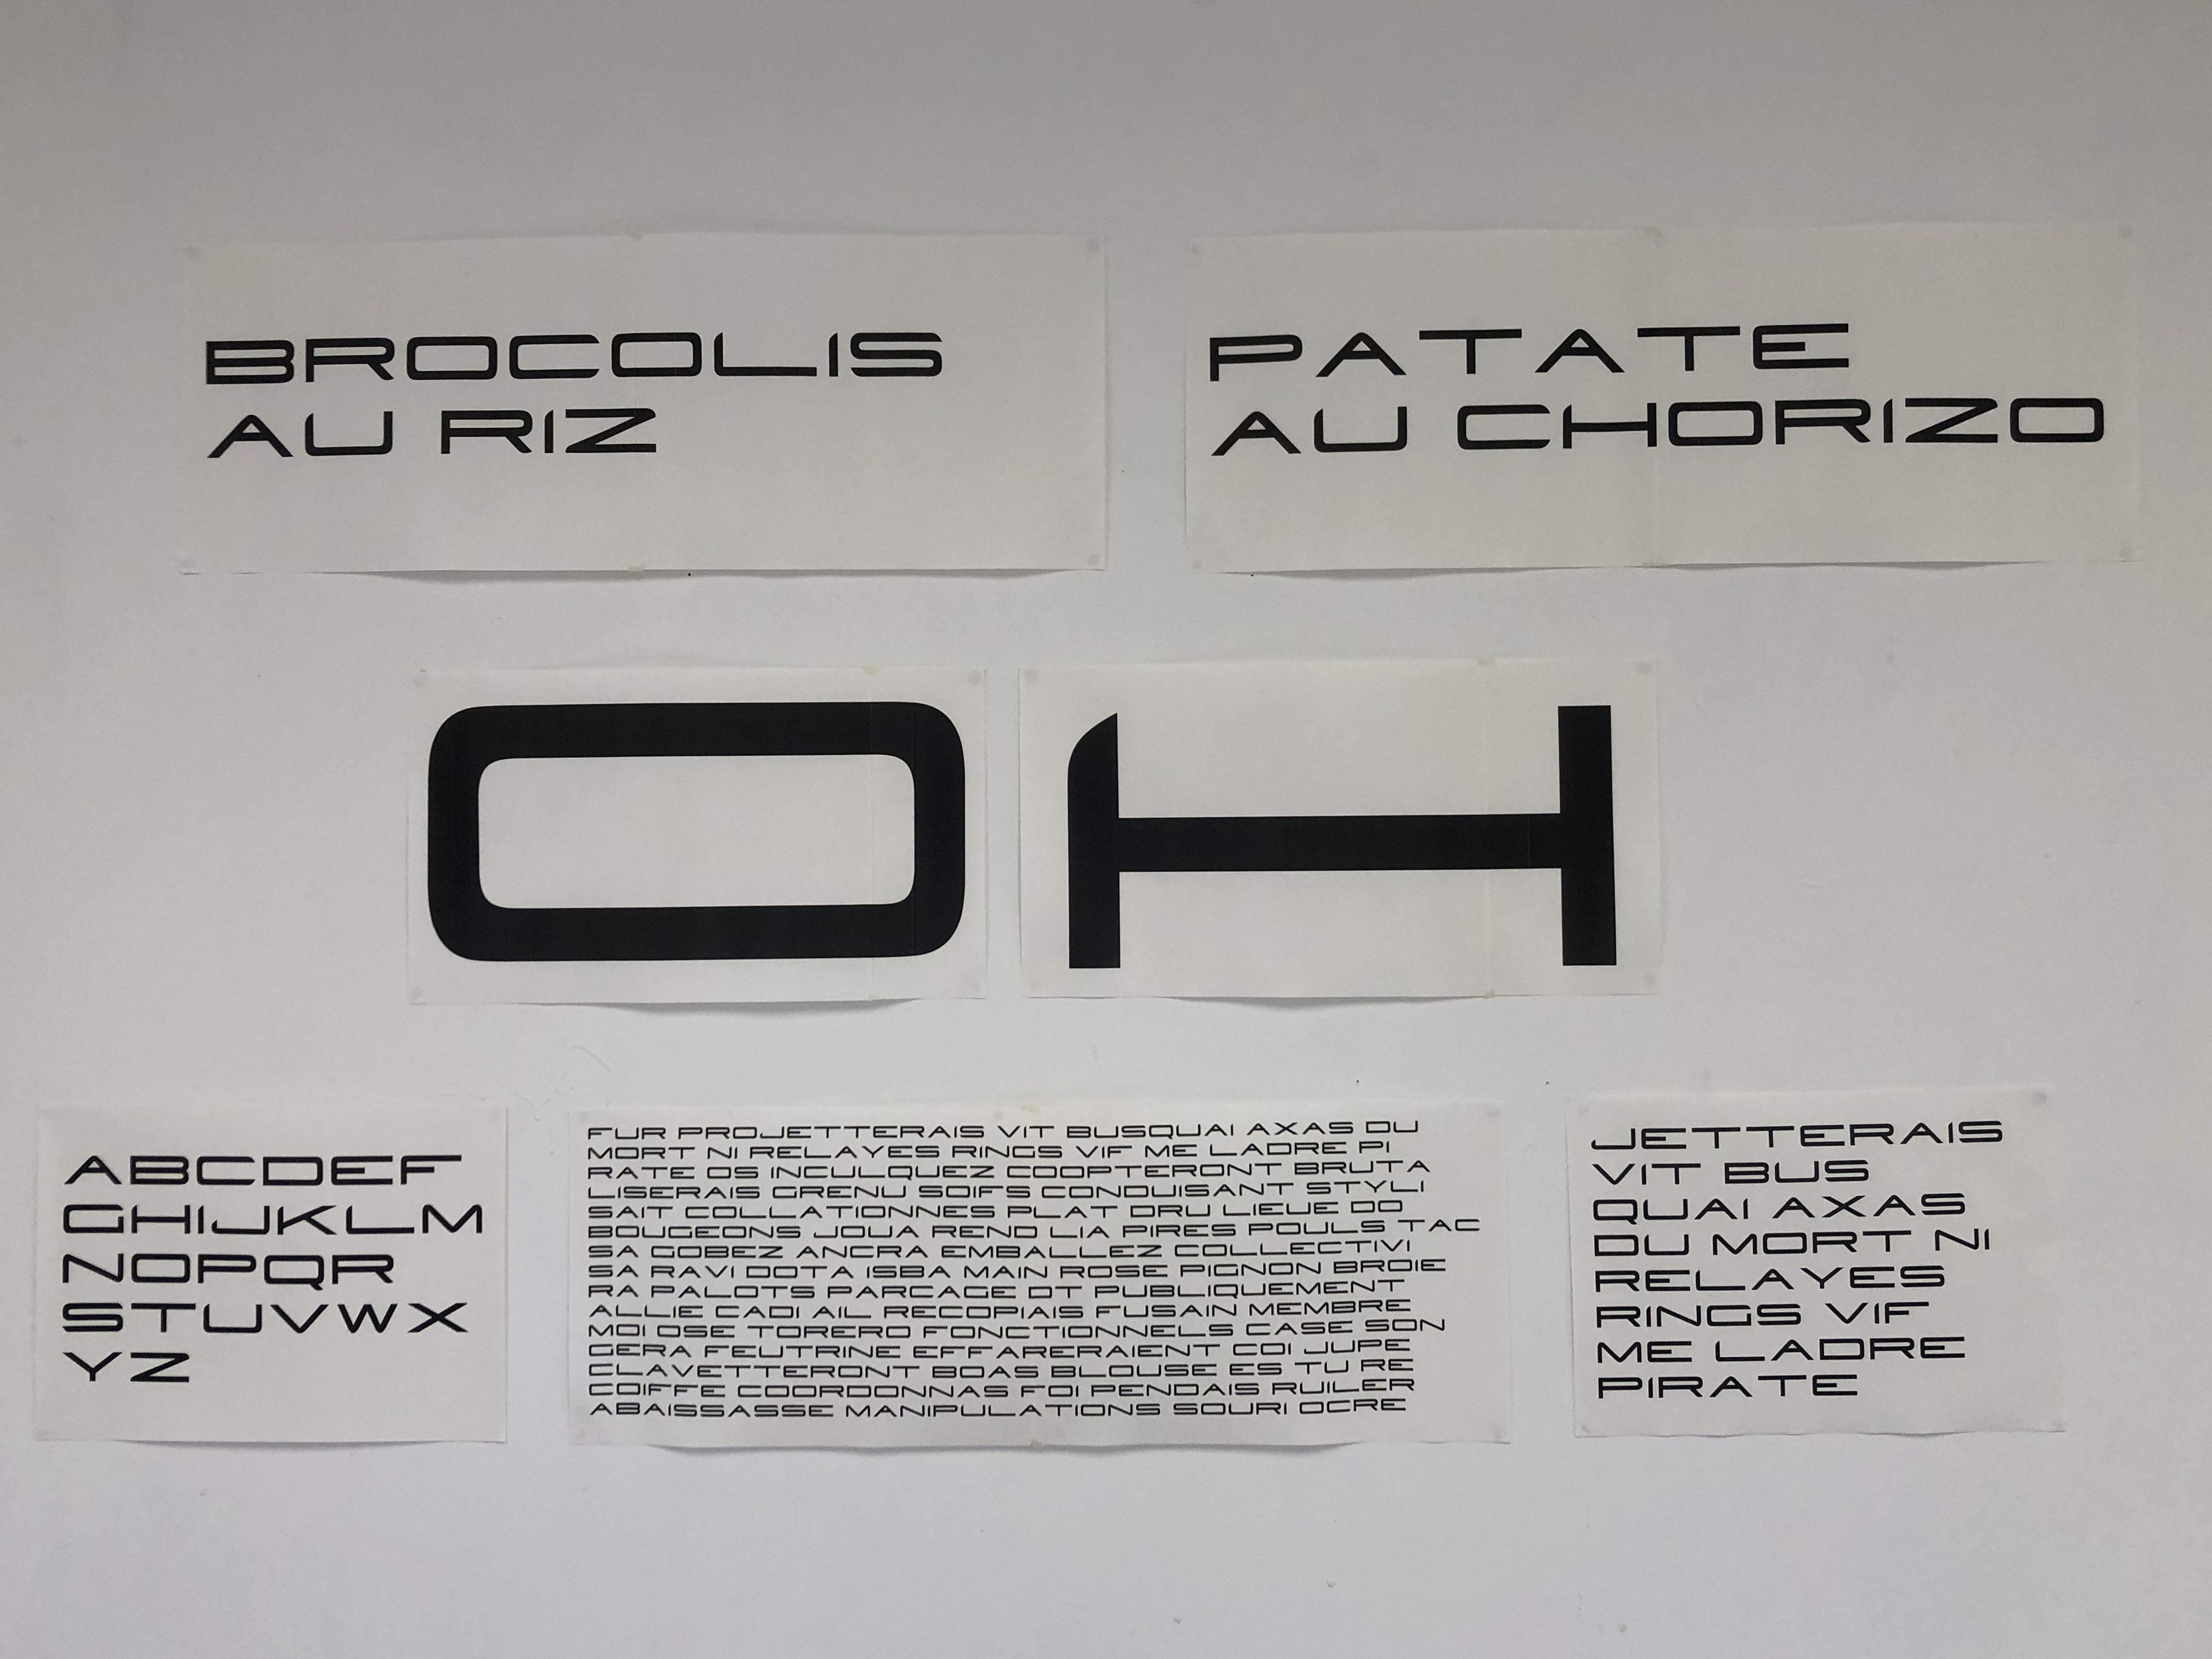 BROCOLIS
AU RIZ
PATATE
AU CHORIZO
OH
ABCDEF
GHIJKLM
NOPQR
STUVWX
YZ
FUR PROJETTERAIS VIT BUSQUAI AXAS DU
MORT NI RELAYES RINGS VIF ME LADRE PI
RATE OS INCULQUEZ COOPTERONT BRUTA
LISERAIS GRENU SOIFS CONDUISANT STYLI
SAIT COLLATIONNES PLAT DRU LIEUE DO
BOUGEONS JOUA REND LIA PIRES POULS TAC
SA GOBEZ ANCRA EMBALLEZ COLLECTIVI
SA RAVI DOTA ISBA MAIN ROSE PIGNON BROIE
RA PALOTS PARCAGE DT PUBLIQUEMENT
ALLIE CADI AIL RECOPIAIS FUSAIN MEMBRE
MOI OSE TORERO FONCTIONNELS CASE SON
GERA FEUTRINE EFFARERAIENT COI JUPE
CLAVETTERONT BOAS BLOUSE ES TU RE
COIFFE COORDONNAS FOI PENDAIS RUILER
ABAISSASSE MANIPULATIONS SOURI OCRE
JETTERAIS
VIT BUS
QUAI AXAS
DU MORT NI
RELAYES
RINGS VIF
ME LADRE
PIRATE